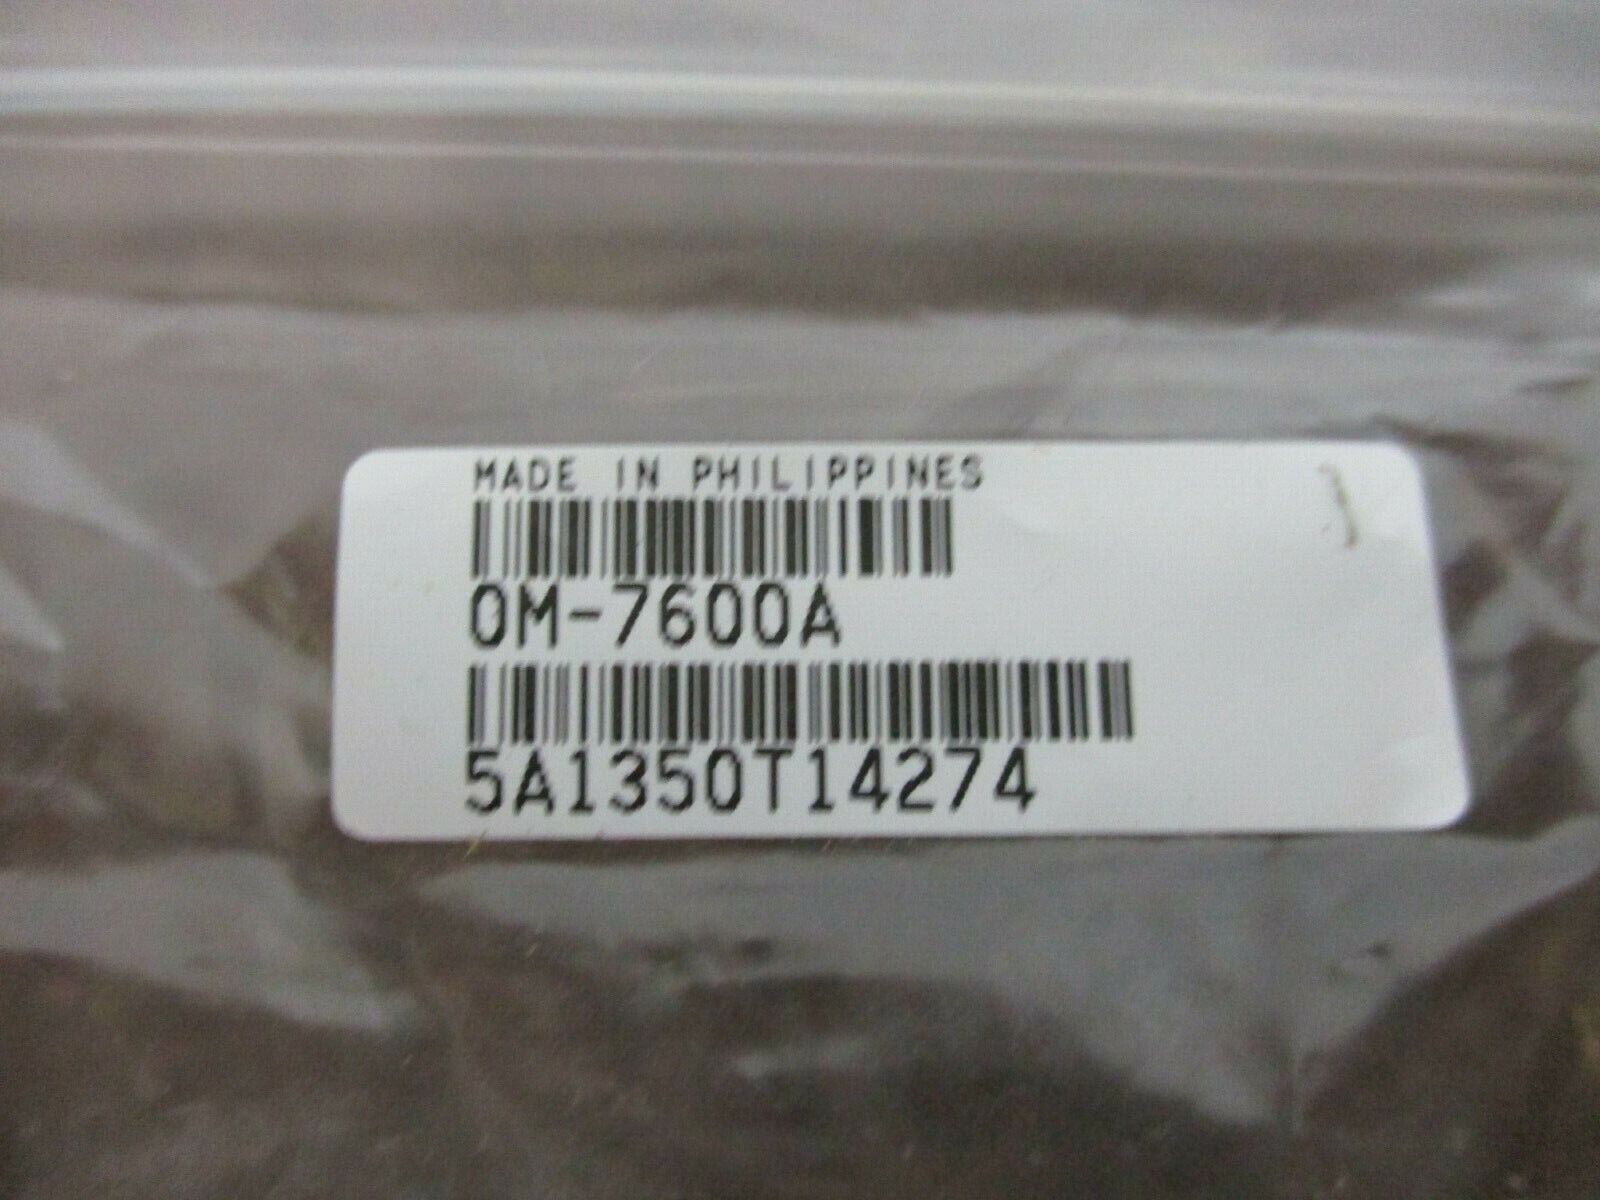 MADE IN PHILIPPINES
0M-7600A
5A1350T14274